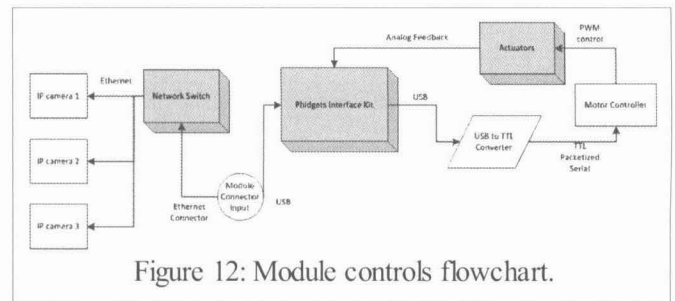 Analog Feedback
Actuators
PWM
control
Ethernet
IP camera 1
Network Switch
Phidgets Interface Kit
USB
Motor Controller
IP camera 2
USB to TTL
Converter
TTL
Packetized
Serial
Module
Connector
Input
USB
Ethernet
Connector
IP camera 3
Figure 12: Module controls flowchart.